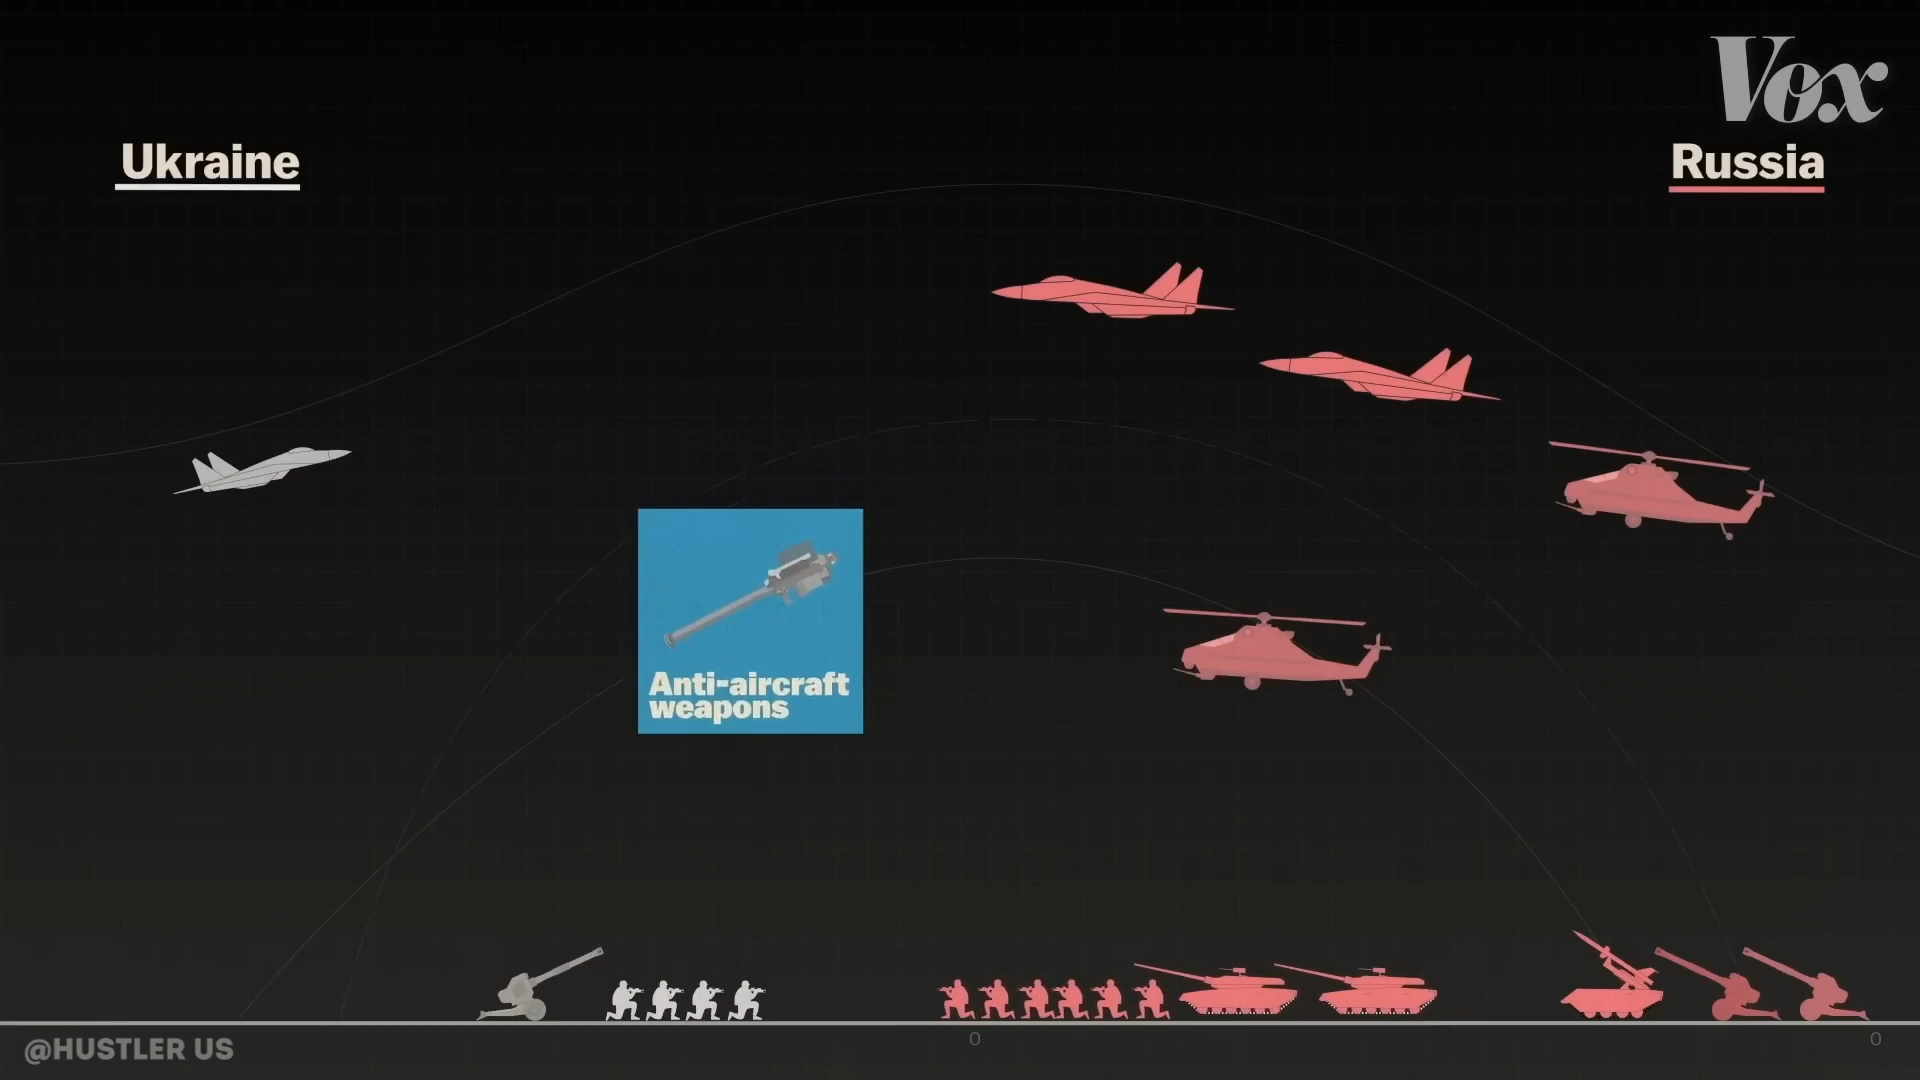 Vox
Ukraine
Russia
Anti-aircraft
weapons
0
0
@HUSTLER US